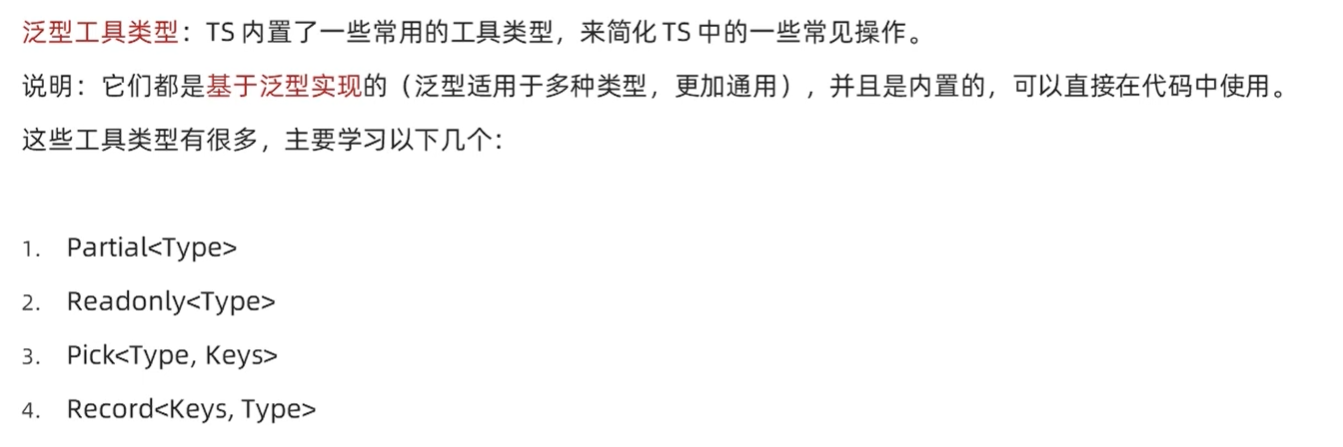 泛型工具类型：TS 内置了一些常用的工具类型，来简化 TS 中的一些常见操作。
说明：它们都是基于泛型实现的（泛型适用于多种类型，更加通用），并且是内置的，可以直接在代码中使用。
这些工具类型有很多，主要学习以下几个：
1. Partial<Type>
2. Readonly<Type>
3. Pick<Type, Keys>
4. Record<Keys, Type>